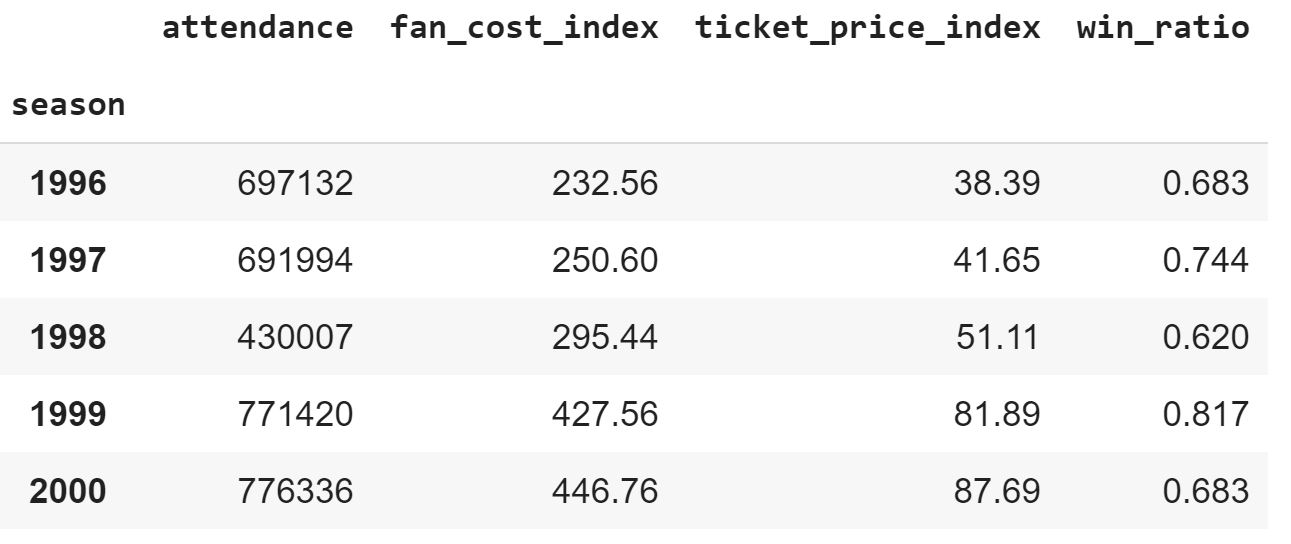 attendance fan_cost_index ticket_price_index win_ratio
season
1996 697132 232.56 38.39 0.683
1997 691994 250.60 41.65 0.744
1998 430007 295.44 51.11 0.620
1999 771420 427.56 81.89 0.817
2000 776336 446.76 87.69 0.683